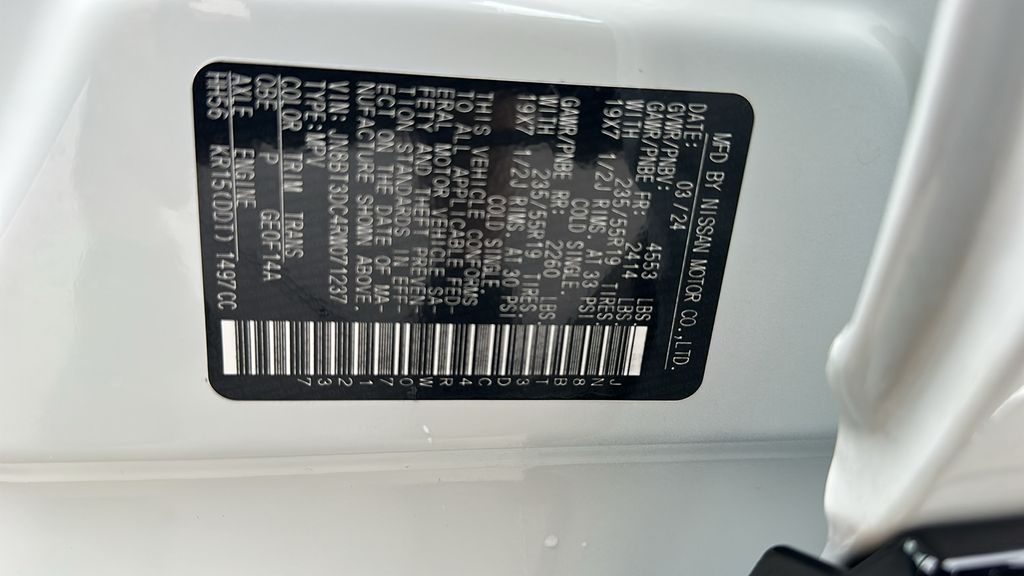 MFD BY NISSAN MOTOR CO.,LTD.
DATE: 03/24
GVWR/PNBV: 4583 LBS
GAWR/PNBE FR: 2414 LBS.
WITH 235/55R19 TIRES.
19X7 1/2J RIMS AT 33 PSI.
COLD SINGLE.
GAWR/PNBE RR: 2260 LBS.
WITH 235/55R19 TIRES.
19X7 1/2J RIMS AT 30 PSI.
COLD SINGLE.
THIS VEHICLE CONFORMS
TO ALL APPLICABLE FED-
ERAL MOTOR VEHICLE SA-
FETY AND THEFT PREVEN-
TION STANDARDS IN EFF-
ECT ON THE DATE OF MA-
NUFACTURE SHOWN ABOVE.
VIN: JN8BT3DC4RW071237
TYPE:MPV
COLOR TRIM TRANS
QBE P GE0F14A
AXLE ENGINE
HH56 KR15(DDT) 1497CC
JN8BT3DC4RW071237